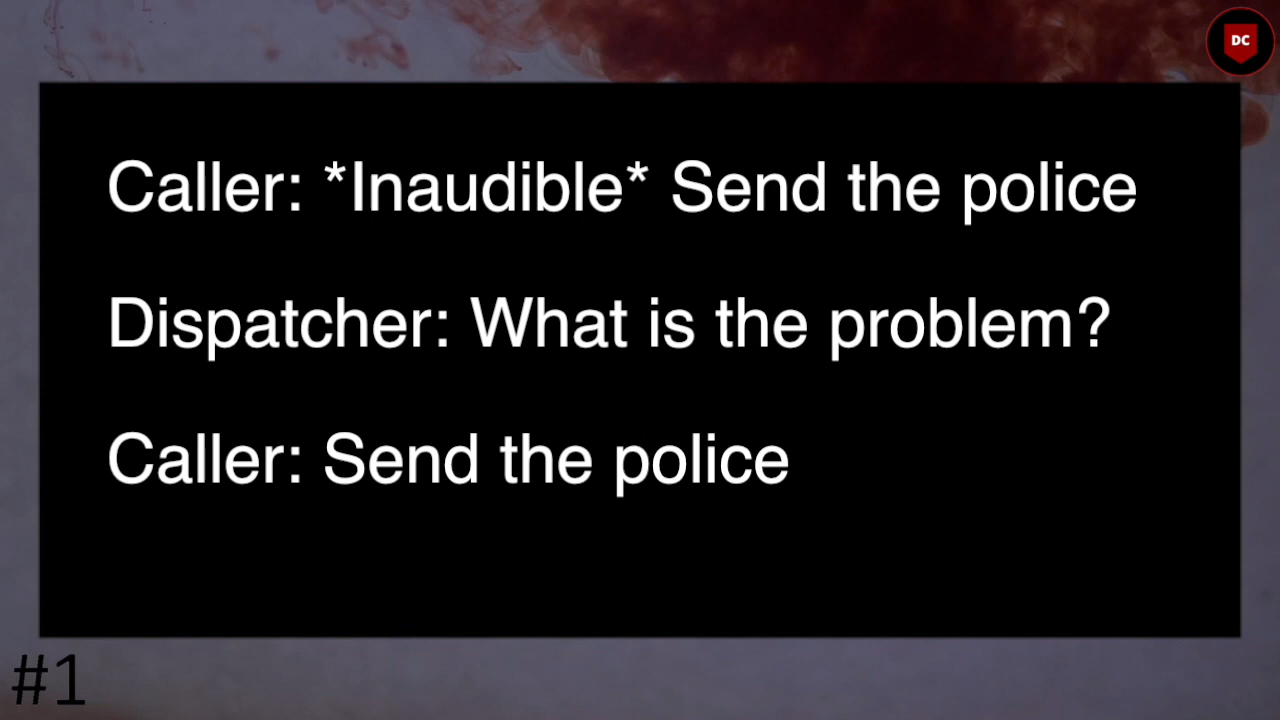 DC
Caller: *Inaudible* Send the police
Dispatcher: What is the problem?
Caller: Send the police
#1